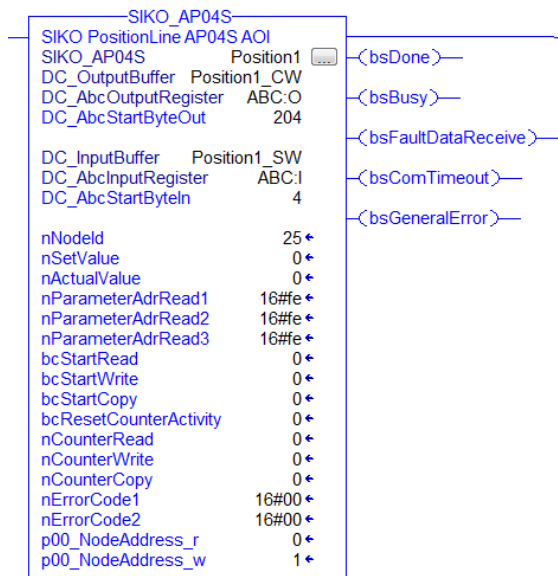 SIKO_AP04S
SIKO PositionLine AP04S AOI
SIKO_AP04S Position1 ...
DC_OutputBuffer Position1_CW
DC_AbcOutputRegister ABC:O
DC_AbcStartByteOut 204
DC_InputBuffer Position1_SW
DC_AbcInputRegister ABC:I
DC_AbcStartByteIn 4
nNodeId 25
nSetValue 0
nActualValue 0
nParameterAdrRead1 16#fe
nParameterAdrRead2 16#fe
nParameterAdrRead3 16#fe
bcStartRead 0
bcStartWrite 0
bcStartCopy 0
bcResetCounterActivity 0
nCounterRead 0
nCounterWrite 0
nCounterCopy 0
nErrorCode1 16#00
nErrorCode2 16#00
p00_NodeAddress_r 0
p00_NodeAddress_w 1
bsDone
bsBusy
bsFaultDataReceive
bsComTimeout
bsGeneralError